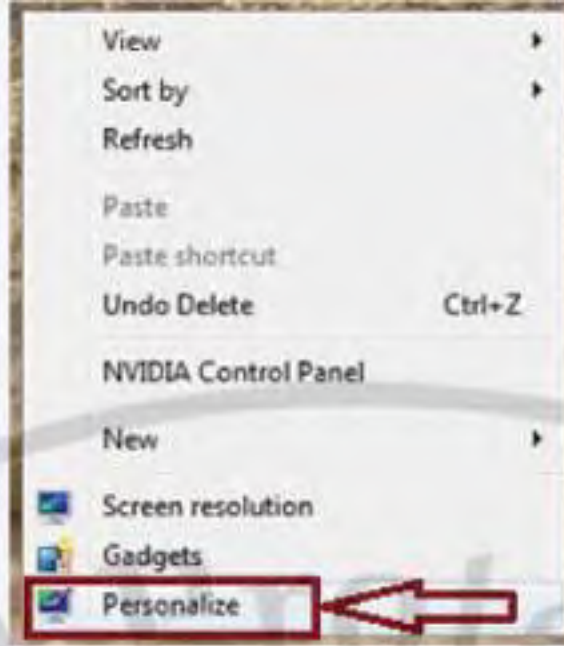 View
Sort by
Refresh
Paste
Paste shortcut
Undo Delete Ctrl+Z
NVIDIA Control Panel
New
Screen resolution
Gadgets
Personalize